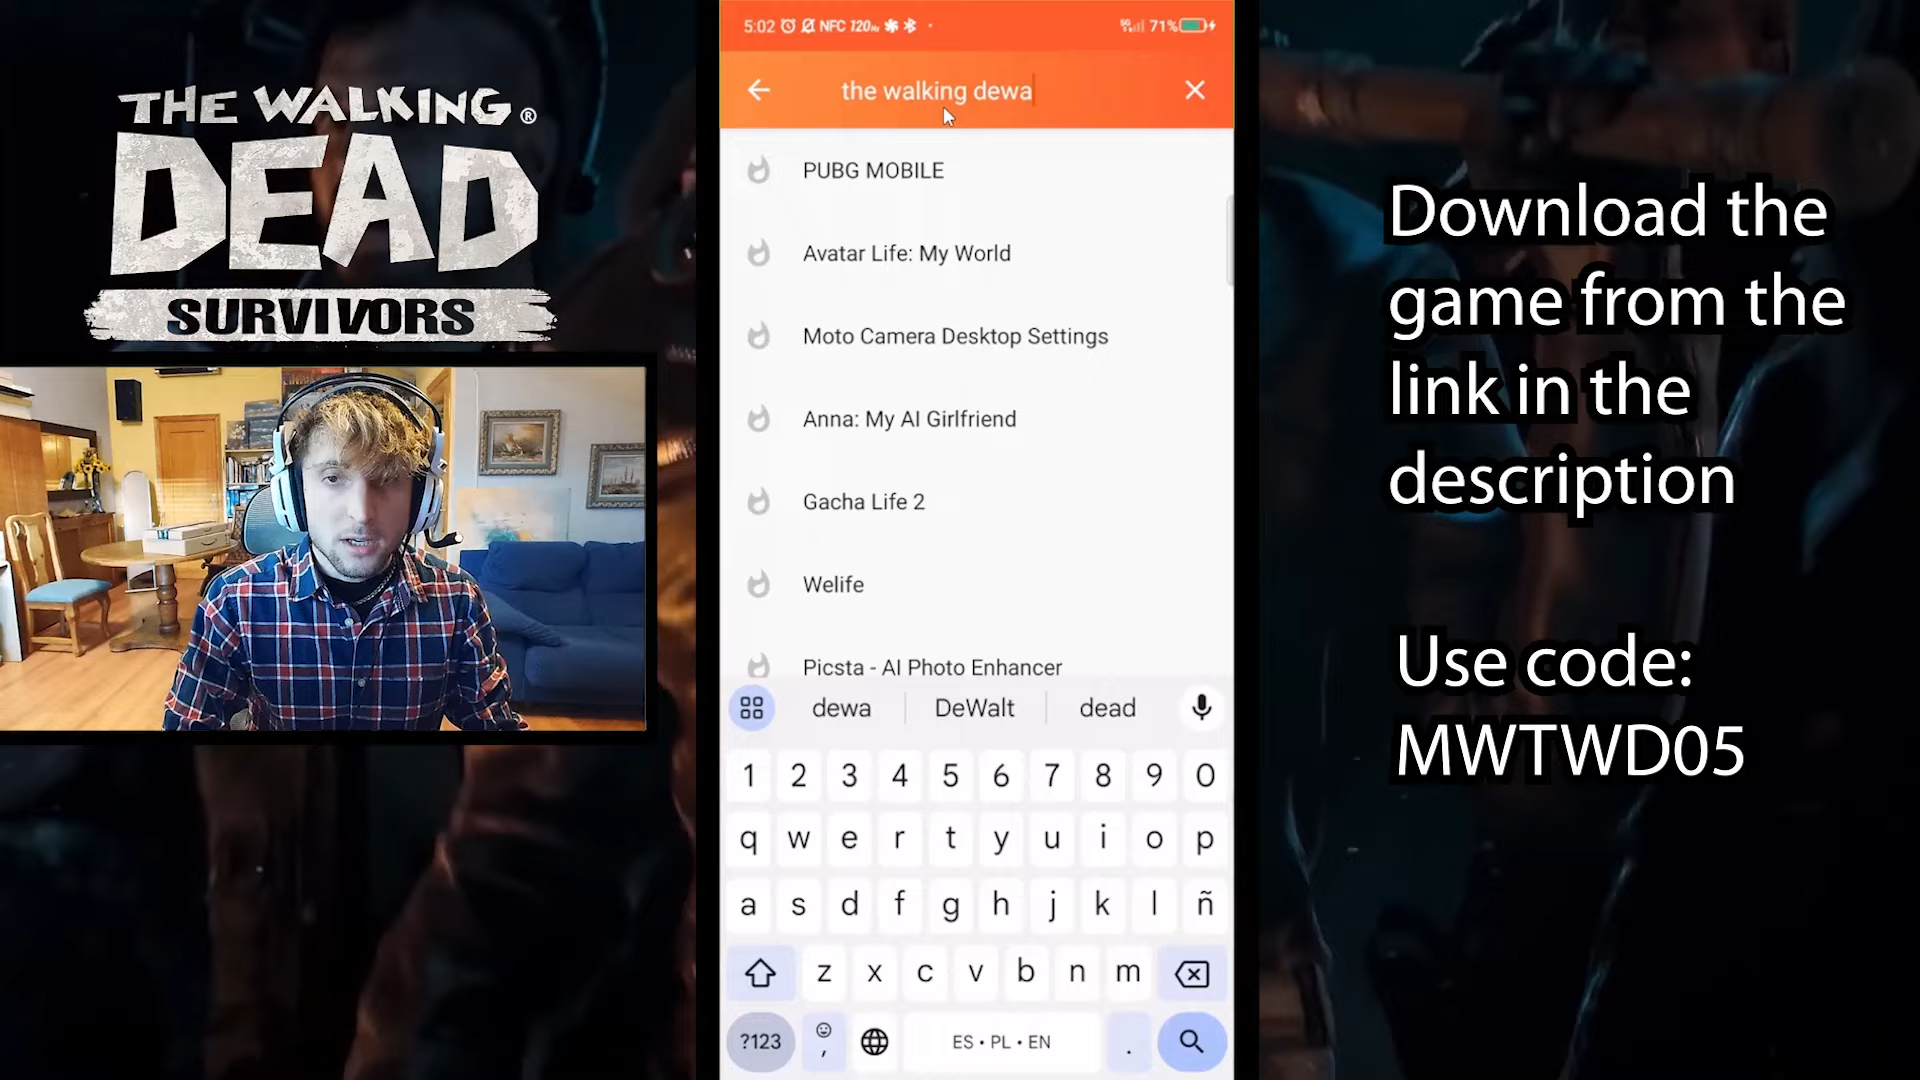 THE WALKING®
DEAD
SURVIVORS
5:02 NFC 120Hz 5G 71%
the walking dewa
PUBG MOBILE
Avatar Life: My World
Moto Camera Desktop Settings
Anna: My AI Girlfriend
Gacha Life 2
Welife
Picsta - AI Photo Enhancer
dewa DeWalt dead
1 2 3 4 5 6 7 8 9 0
q w e r t y u i o p
a s d f g h j k l ñ
z x c v b n m
?123 , ES • PL • EN .
Download the
game from the
link in the
description
Use code:
MWTWD05